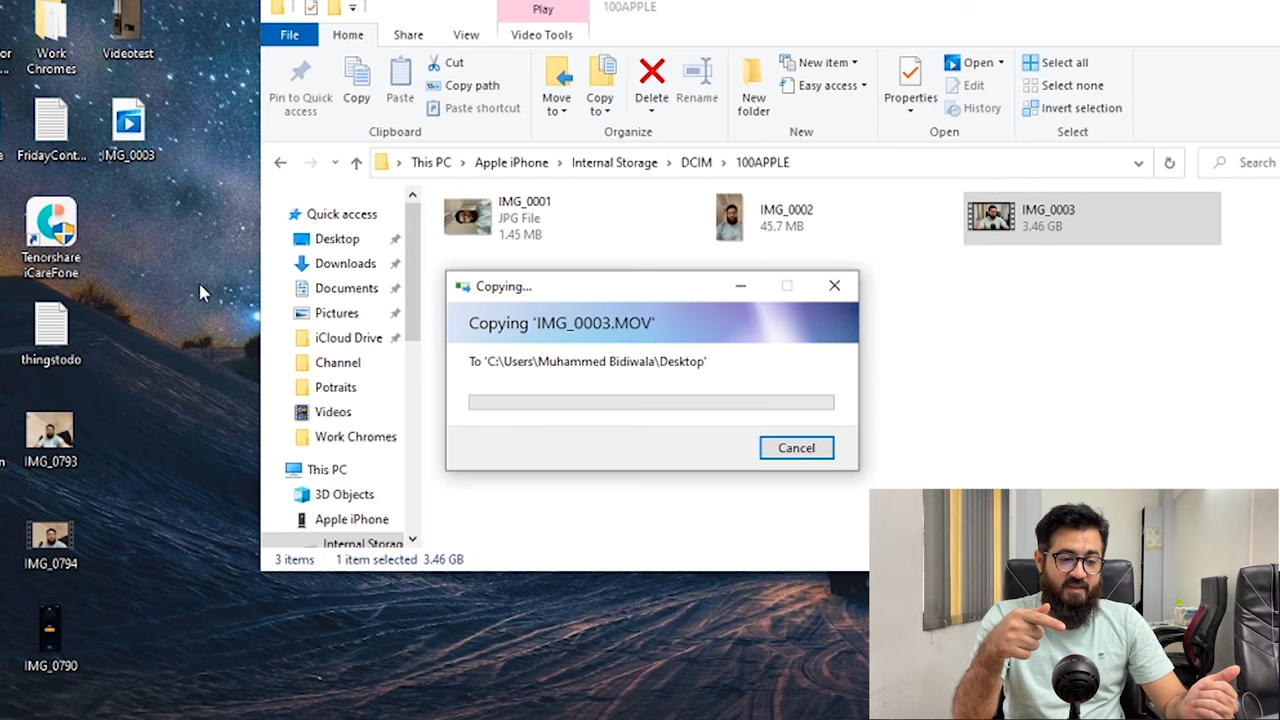 Work
Chromes
Videotest
FridayCont...
IMG_0003
Tenorshare
iCareFone
thingstodo
IMG_0793
IMG_0794
IMG_0790
Play
100APPLE
File
Home
Share
View
Video Tools
Pin to Quick
access
Copy
Paste
Cut
Copy path
Paste shortcut
Clipboard
Move
to
Copy
to
Delete
Rename
Organize
New
folder
New item
Easy access
New
Properties
Open
Edit
History
Open
Select all
Select none
Invert selection
Select
This PC > Apple iPhone > Internal Storage > DCIM > 100APPLE
Search
Quick access
Desktop
Downloads
Documents
Pictures
iCloud Drive
Channel
Potraits
Videos
Work Chromes
This PC
3D Objects
Apple iPhone
Internal Storag
IMG_0001
JPG File
1.45 MB
IMG_0002
45.7 MB
IMG_0003
3.46 GB
Copying...
Copying 'IMG_0003.MOV'
To 'C:\Users\Muhammed Bidiwala\Desktop'
Cancel
3 items 1 item selected 3.46 GB